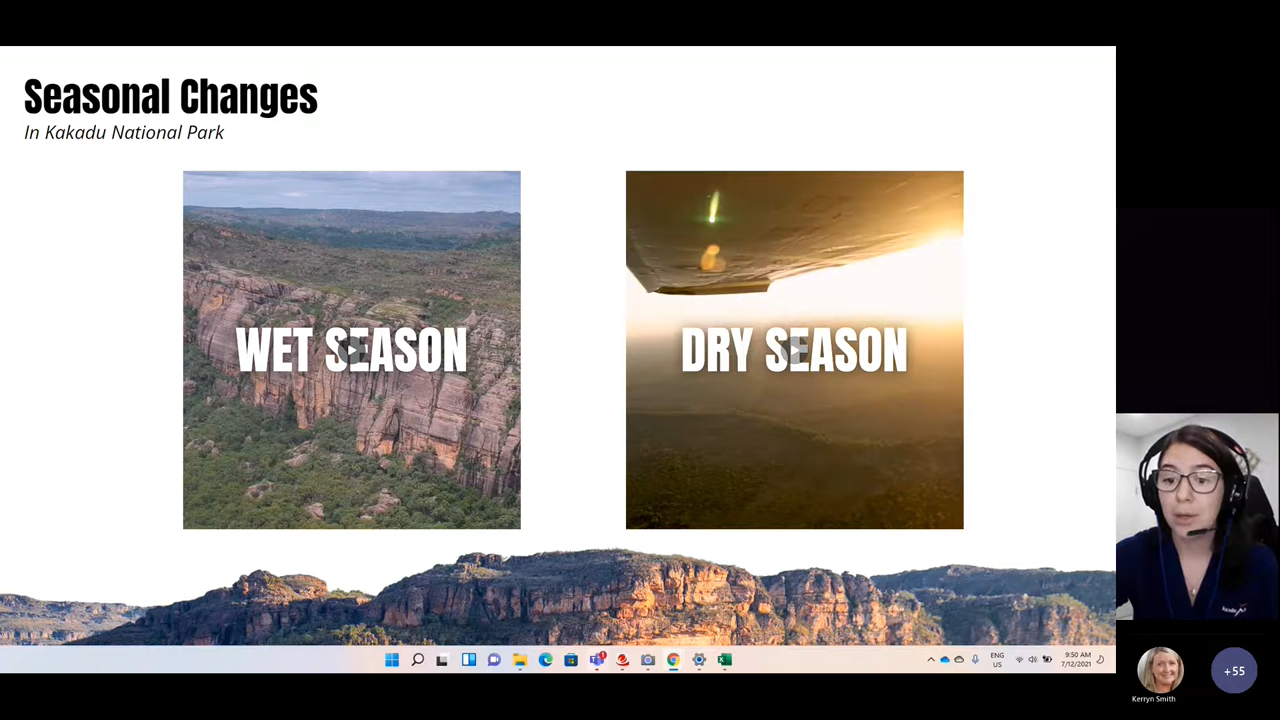 Seasonal Changes
In Kakadu National Park
WET SEASON
DRY SEASON
ENG
US
9:50 AM
7/12/2021
Kerryn Smith
+55